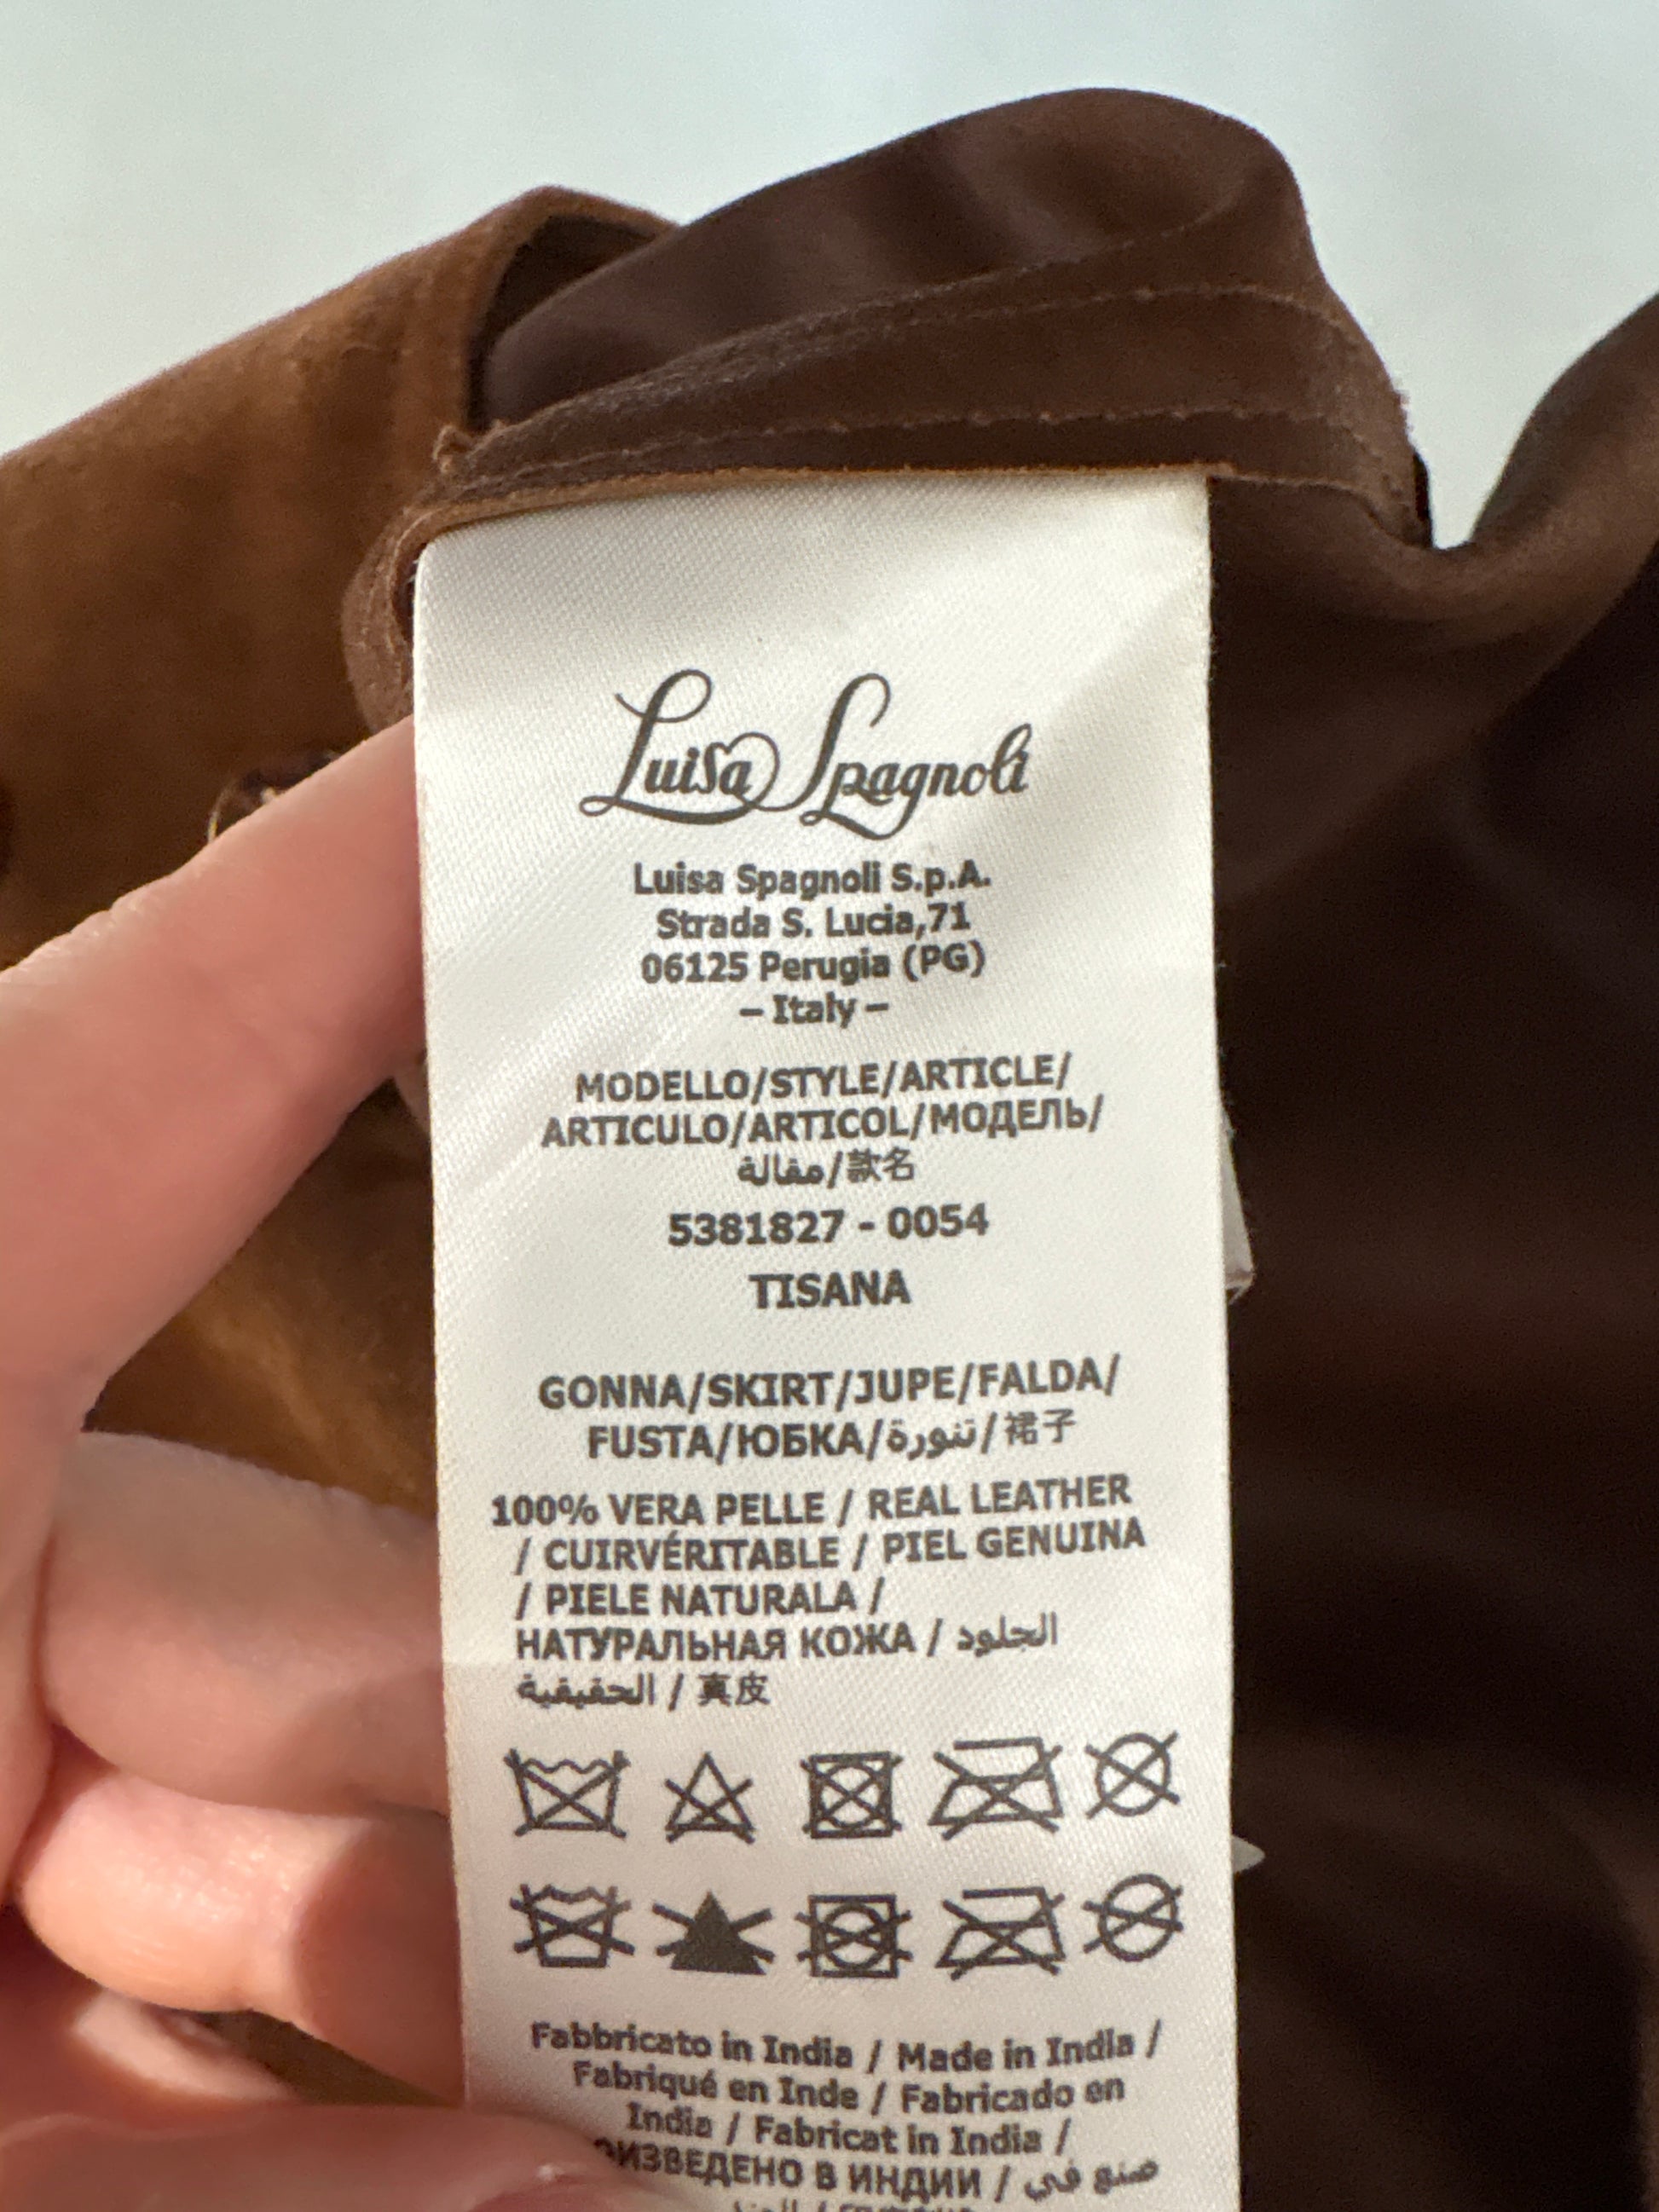 Luisa Spagnoli
Luisa Spagnoli S.p.A.
Strada S. Lucia,71
06125 Perugia (PG)
– Italy –
MODELLO/STYLE/ARTICLE/
ARTICULO/ARTICOL/МОДЕЛЬ/
مقالة/款名
5381827 - 0054
TISANA
GONNA/SKIRT/JUPE/FALDA/
FUSTA/ЮБКА/تنورة/裙子
100% VERA PELLE / REAL LEATHER
/ CUIRVÉRITABLE / PIEL GENUINA
/ PIELE NATURALA /
НАТУРАЛЬНАЯ КОЖА / الجلود
الحقيقية / 真皮
Fabbricato in India / Made in India /
Fabriqué en Inde / Fabricado en
India / Fabricat in India /
В ИНДИИ / صنع في